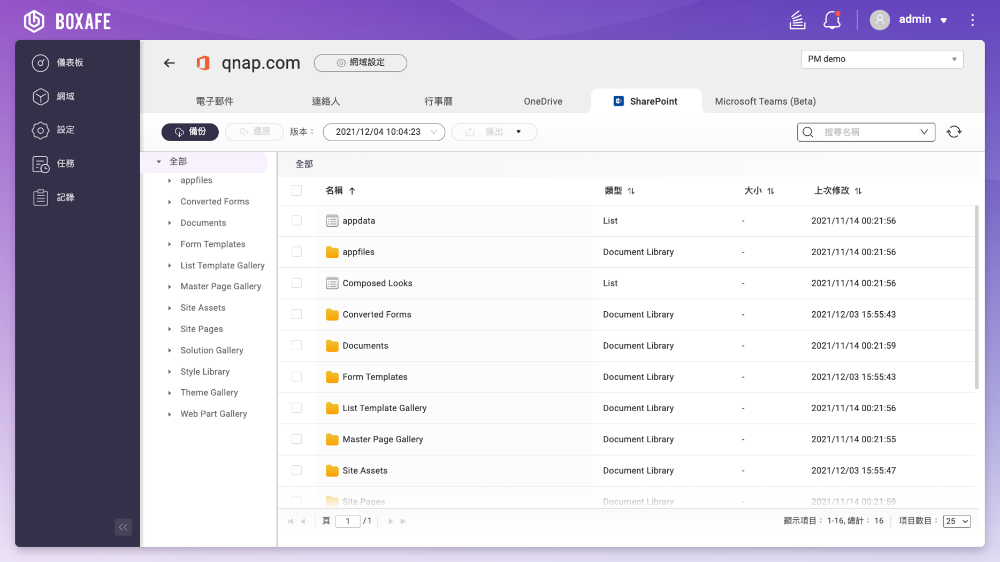 BOXAFE
admin
儀表板
網域
設定
任務
記錄
qnap.com
網域設定
PM demo
電子郵件 連絡人 行事曆 OneDrive SharePoint Microsoft Teams (Beta)
備份 還原 版本： 2021/12/04 10:04:23 匯出 搜尋名稱
全部
appfiles
Converted Forms
Documents
Form Templates
List Template Gallery
Master Page Gallery
Site Assets
Site Pages
Solution Gallery
Style Library
Theme Gallery
Web Part Gallery
全部
名稱 類型 大小 上次修改
appdata List - 2021/11/14 00:21:56
appfiles Document Library - 2021/11/14 00:21:56
Composed Looks List - 2021/11/14 00:21:56
Converted Forms Document Library - 2021/12/03 15:55:43
Documents Document Library - 2021/11/14 00:21:59
Form Templates Document Library - 2021/12/03 15:55:43
List Template Gallery Document Library - 2021/11/14 00:21:56
Master Page Gallery Document Library - 2021/11/14 00:21:55
Site Assets Document Library - 2021/12/03 15:55:47
Site Pages Document Library - 2021/11/14 00:21:59
頁 1 /1 顯示項目： 1-16, 總計： 16 項目數目： 25